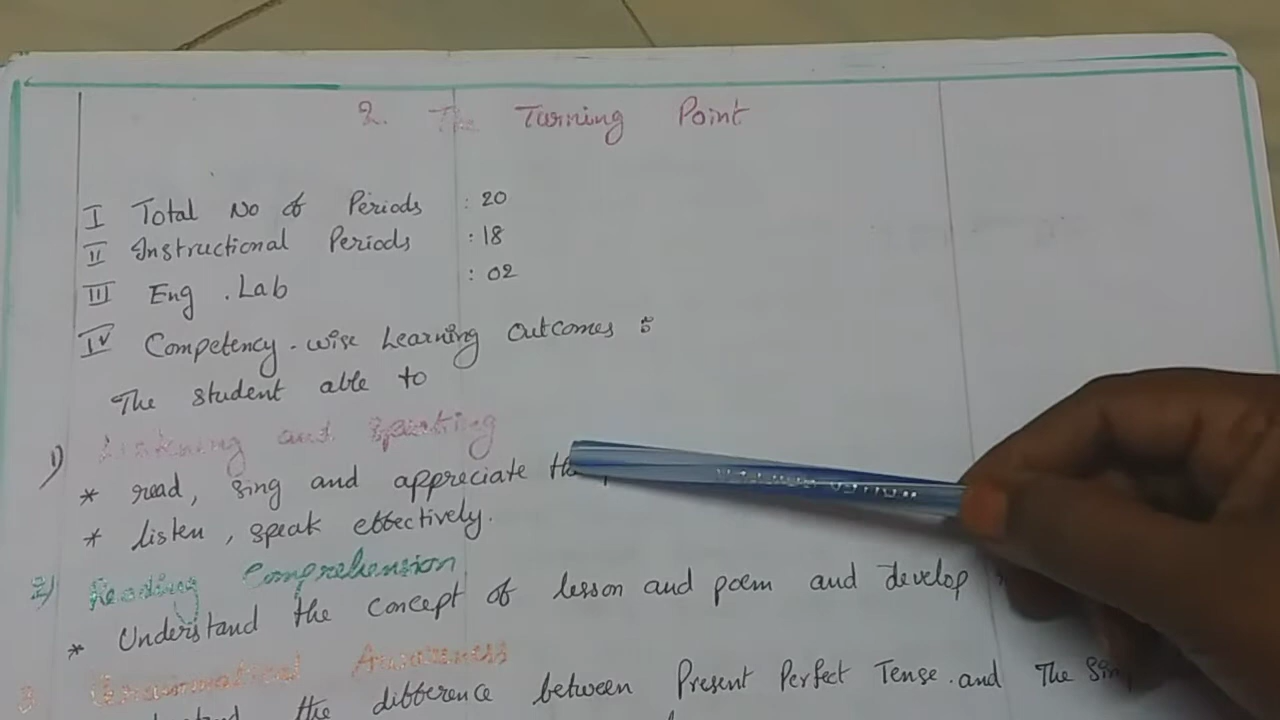 2. The Turning Point
I Total No of Periods : 20
II Instructional Periods : 18
III Eng . Lab : 02
IV Competency - wise Learning Outcomes :
The student able to
1) Listening and Speaking
* read, sing and appreciate
* listen, speak effectively.
2) Reading Comprehension
* Understand the concept of lesson and poem and develop
3 Grammatical Awareness
the difference between Present Perfect Tense . and The